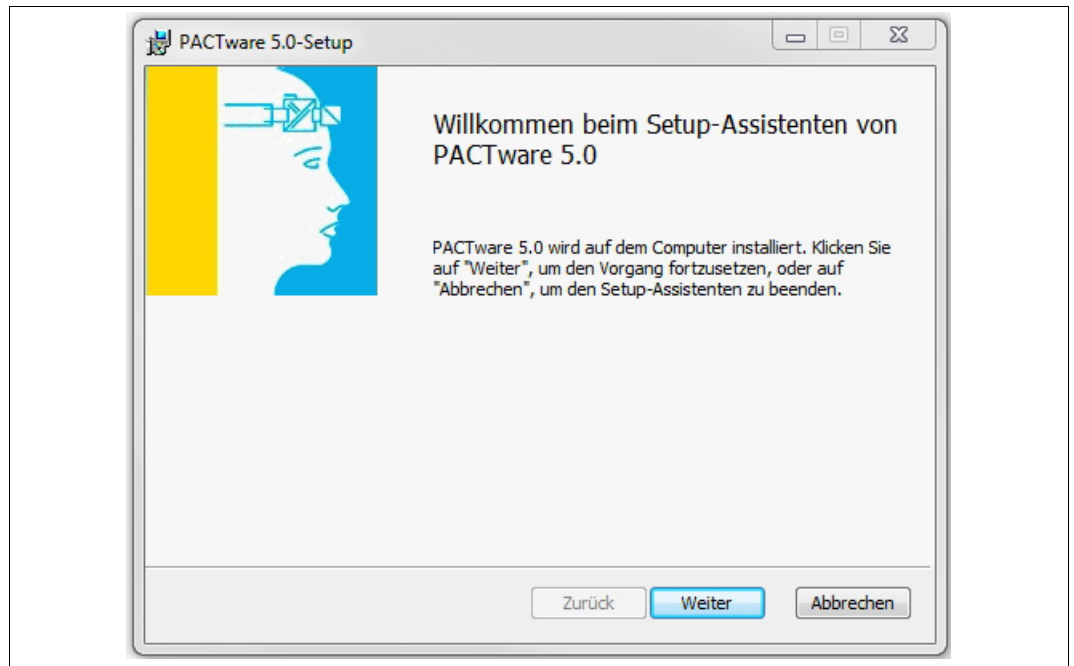 PACTware 5.0-Setup
Willkommen beim Setup-Assistenten von
PACTware 5.0
PACTware 5.0 wird auf dem Computer installiert. Klicken Sie
auf "Weiter", um den Vorgang fortzusetzen, oder auf
"Abbrechen", um den Setup-Assistenten zu beenden.
Zurück Weiter Abbrechen